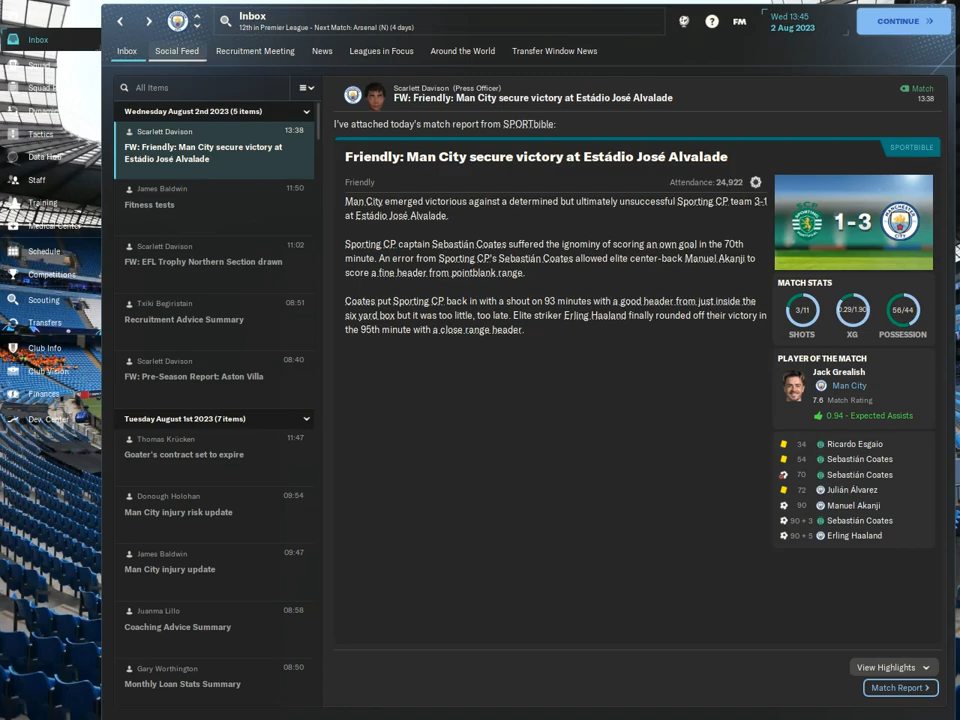 Inbox
12th in Premier League - Next Match: Arsenal (N) (4 days)
FM
Wed 13:45
2 Aug 2023
CONTINUE
Inbox
Social Feed
Recruitment Meeting
News
Leagues in Focus
Around the World
Transfer Window News
Inbox
Squad
Tactics
Data Hub
Staff
Training
Medical Center
Schedule
Competitions
Scouting
Transfers
Club Info
Club Vision
Finances
Dev. Center
All Items
Wednesday August 2nd 2023 (5 items)
Scarlett Davison 13:38
FW: Friendly: Man City secure victory at
Estádio José Alvalade
James Baldwin 11:50
Fitness tests
Scarlett Davison 11:02
FW: EFL Trophy Northern Section drawn
Txiki Begiristain 08:51
Recruitment Advice Summary
Scarlett Davison 08:40
FW: Pre-Season Report: Aston Villa
Tuesday August 1st 2023 (7 items)
Thomas Krücken 11:47
Goater's contract set to expire
Donough Holohan 09:54
Man City injury risk update
James Baldwin 09:47
Man City injury update
Juanma Lillo 08:58
Coaching Advice Summary
Gary Worthington 08:50
Monthly Loan Stats Summary
Scarlett Davison (Press Officer)
FW: Friendly: Man City secure victory at Estádio José Alvalade
Match
13:38
I've attached today's match report from SPORTbible:
SPORTBIBLE
Friendly: Man City secure victory at Estádio José Alvalade
Friendly
Attendance: 24,922
Man City emerged victorious against a determined but ultimately unsuccessful Sporting CP team 3-1
at Estádio José Alvalade.
Sporting CP captain Sebastián Coates suffered the ignominy of scoring an own goal in the 70th
minute. An error from Sporting CP's Sebastián Coates allowed elite center-back Manuel Akanji to
score a fine header from pointblank range.
Coates put Sporting CP back in with a shout on 93 minutes with a good header from just inside the
six yard box but it was too little, too late. Elite striker Erling Haaland finally rounded off their victory in
the 95th minute with a close range header.
1-3
MATCH STATS
3/11
0.29/1.90
56/44
SHOTS
XG
POSSESSION
PLAYER OF THE MATCH
Jack Grealish
Man City
7.6 Match Rating
0.94 - Expected Assists
34 Ricardo Esgaio
54 Sebastián Coates
70 Sebastián Coates
72 Julián Álvarez
90 Manuel Akanji
90 + 3 Sebastián Coates
90 + 5 Erling Haaland
View Highlights
Match Report